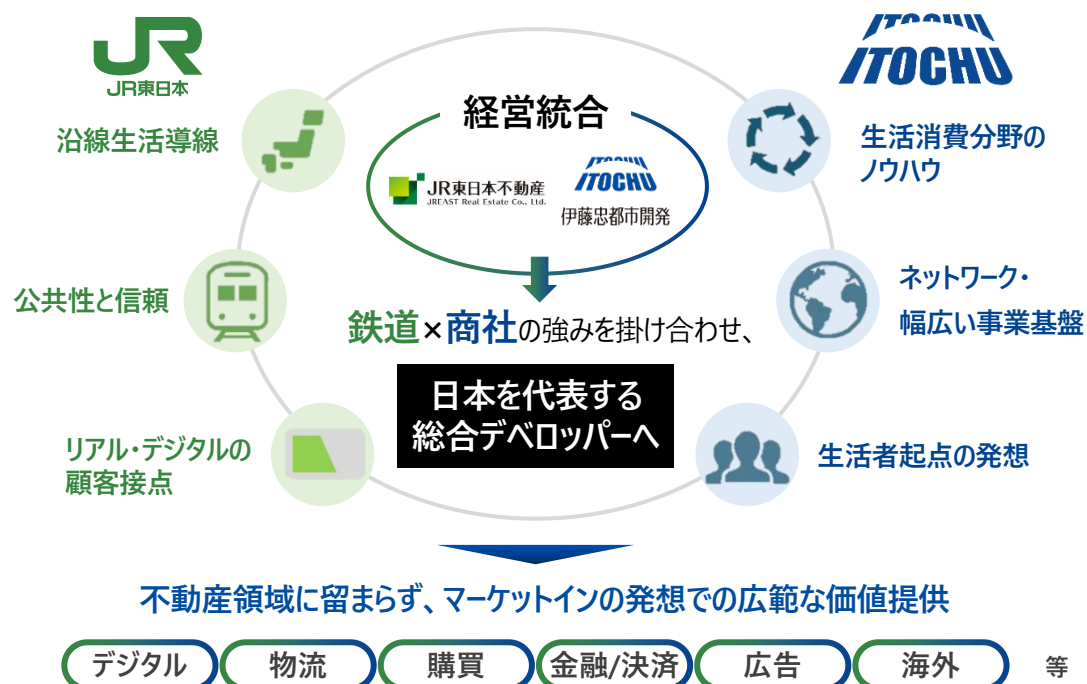 JR
JR東日本
ITOCHU
ITOCHU
経営統合
沿線生活導線
生活消費分野の
ノウハウ
JR東日本不動産
JREAST Real Estate Co., Ltd.
ITOCHU
ITOCHU
伊藤忠都市開発
公共性と信頼
ネットワーク・
幅広い事業基盤
鉄道×商社の強みを掛け合わせ、
日本を代表する
総合デベロッパーへ
リアル・デジタルの
顧客接点
生活者起点の発想
不動産領域に留まらず、マーケットインの発想での広範な価値提供
デジタル 物流 購買 金融/決済 広告 海外 等